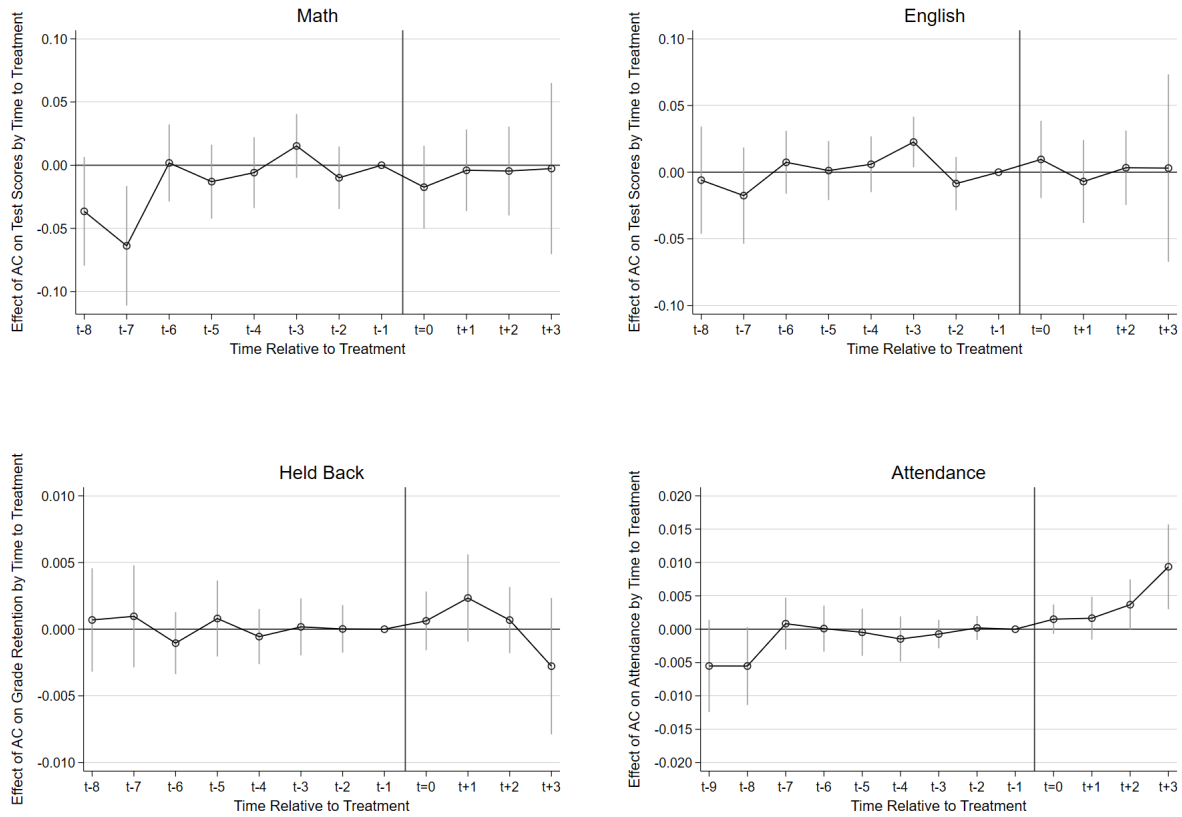 Math
Effect of AC on Test Scores by Time to Treatment
0.10
0.05
0.00
-0.05
-0.10
t-8 t-7 t-6 t-5 t-4 t-3 t-2 t-1 t=0 t+1 t+2 t+3
Time Relative to Treatment
English
Effect of AC on Test Scores by Time to Treatment
0.10
0.05
0.00
-0.05
-0.10
t-8 t-7 t-6 t-5 t-4 t-3 t-2 t-1 t=0 t+1 t+2 t+3
Time Relative to Treatment
Held Back
Effect of AC on Grade Retention by Time to Treatment
0.010
0.005
0.000
-0.005
-0.010
t-8 t-7 t-6 t-5 t-4 t-3 t-2 t-1 t=0 t+1 t+2 t+3
Time Relative to Treatment
Attendance
Effect of AC on Attendance by Time to Treatment
0.020
0.015
0.010
0.005
0.000
-0.005
-0.010
-0.015
-0.020
t-9 t-8 t-7 t-6 t-5 t-4 t-3 t-2 t-1 t=0 t+1 t+2 t+3
Time Relative to Treatment